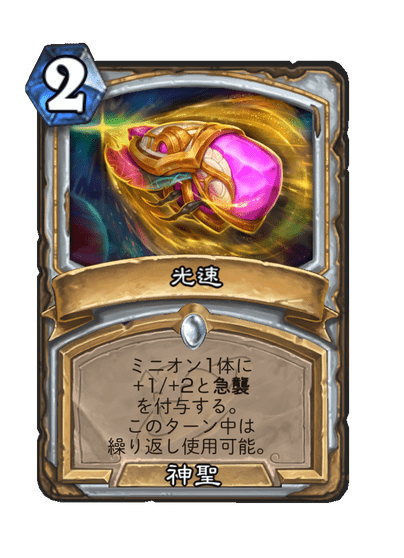 2
光速
ミニオン1体に
+1/+2と急襲
を付与する。
このターン中は
繰り返し使用可能。
神聖